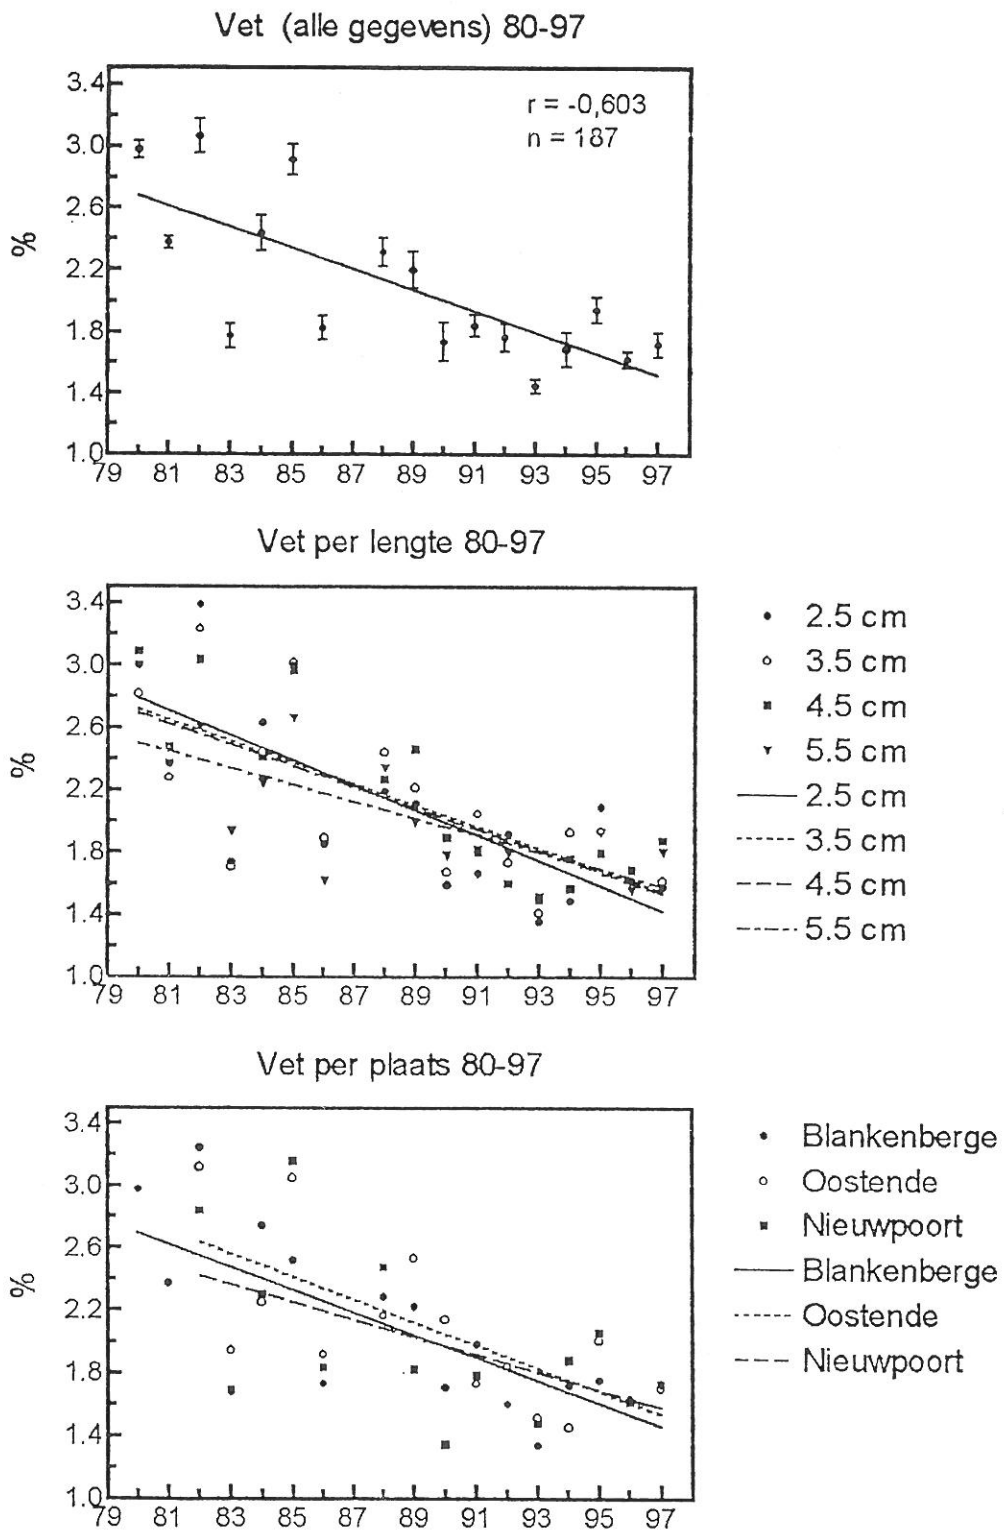 Vet (alle gegevens) 80-97
r = -0,603
n = 187
%
3.4
3.0
2.6
2.2
1.8
1.4
1.0
79 81 83 85 87 89 91 93 95 97
Vet per lengte 80-97
%
3.4
3.0
2.6
2.2
1.8
1.4
1.0
79 81 83 85 87 89 91 93 95 97
2.5 cm
3.5 cm
4.5 cm
5.5 cm
2.5 cm
3.5 cm
4.5 cm
5.5 cm
Vet per plaats 80-97
%
3.4
3.0
2.6
2.2
1.8
1.4
1.0
79 81 83 85 87 89 91 93 95 97
Blankenberge
Oostende
Nieuwpoort
Blankenberge
Oostende
Nieuwpoort